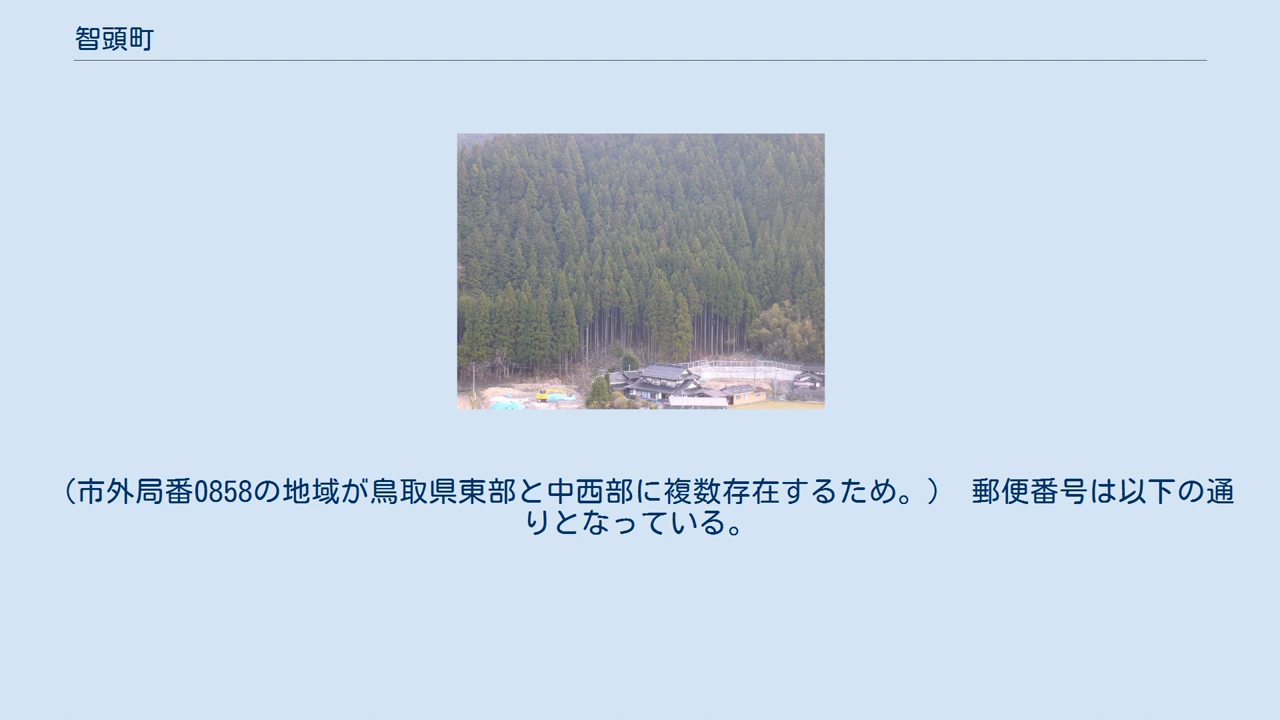 智頭町
（市外局番0858の地域が鳥取県東部と中西部に複数存在するため。） 郵便番号は以下の通
りとなっている。